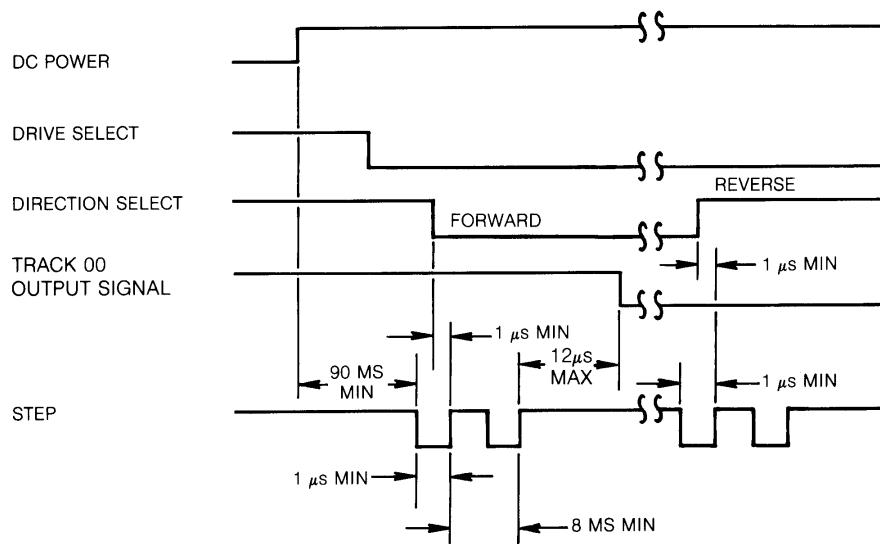 DC POWER
DRIVE SELECT
DIRECTION SELECT
REVERSE
FORWARD
TRACK 00
OUTPUT SIGNAL
1 μs MIN
1 μs MIN
90 MS
MIN
12μs
MAX
1 μs MIN
STEP
1 μs MIN
8 MS MIN